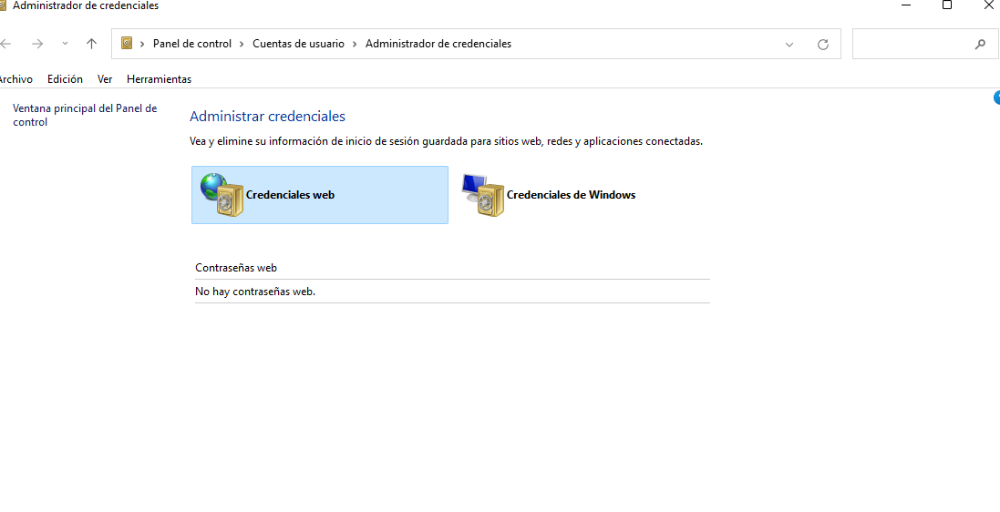 Administrador de credenciales
Panel de control › Cuentas de usuario › Administrador de credenciales
Archivo Edición Ver Herramientas
Ventana principal del Panel de
control
Administrar credenciales
Vea y elimine su información de inicio de sesión guardada para sitios web, redes y aplicaciones conectadas.
Credenciales web
Credenciales de Windows
Contraseñas web
No hay contraseñas web.